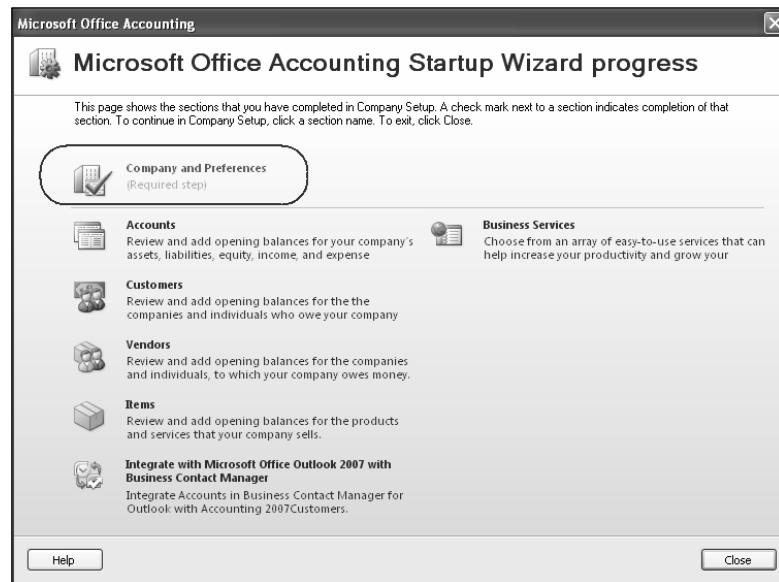 Microsoft Office Accounting
Microsoft Office Accounting Startup Wizard progress
This page shows the sections that you have completed in Company Setup. A check mark next to a section indicates completion of that
section. To continue in Company Setup, click a section name. To exit, click Close.
Company and Preferences
(Required step)
Accounts
Review and add opening balances for your company's
assets, liabilities, equity, income, and expense
Customers
Review and add opening balances for the the
companies and individuals who owe your company
Vendors
Review and add opening balances for the companies
and individuals, to which your company owes money.
Items
Review and add opening balances for the products
and services that your company sells.
Integrate with Microsoft Office Outlook 2007 with
Business Contact Manager
Integrate Accounts in Business Contact Manager for
Outlook with Accounting 2007Customers.
Business Services
Choose from an array of easy-to-use services that can
help increase your productivity and grow your
Help
Close